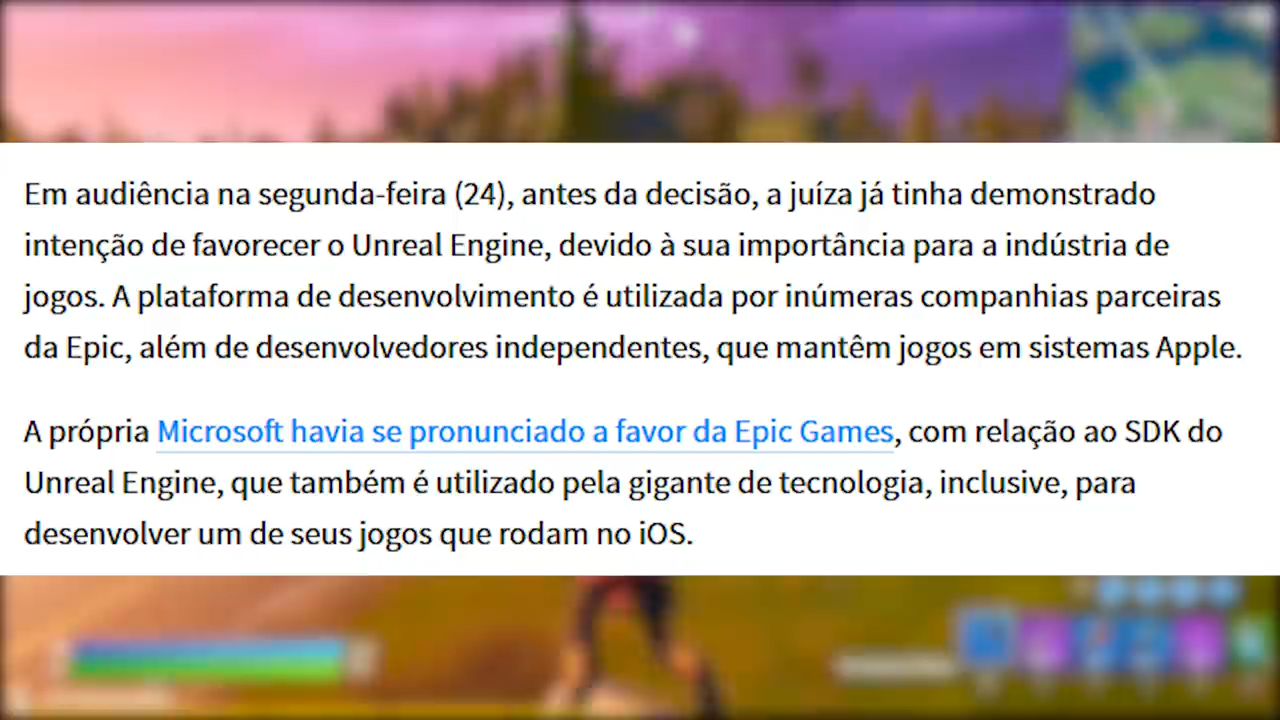 Em audiência na segunda-feira (24), antes da decisão, a juíza já tinha demonstrado
intenção de favorecer o Unreal Engine, devido à sua importância para a indústria de
jogos. A plataforma de desenvolvimento é utilizada por inúmeras companhias parceiras
da Epic, além de desenvolvedores independentes, que mantêm jogos em sistemas Apple.
A própria Microsoft havia se pronunciado a favor da Epic Games, com relação ao SDK do
Unreal Engine, que também é utilizado pela gigante de tecnologia, inclusive, para
desenvolver um de seus jogos que rodam no iOS.